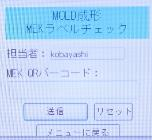 MOLD成形
MEKラベルチェック
担当者: kobayashi
MEK QRバーコード:
送信 リセット
メニューに戻る